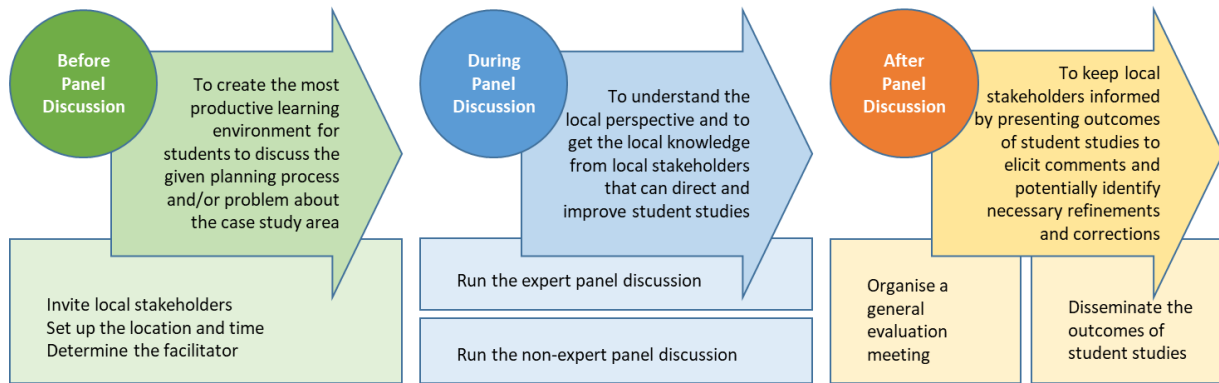 Before
Panel
Discussion
To create the most
productive learning
environment for
students to discuss the
given planning process
and/or problem about
the case study area
Invite local stakeholders
Set up the location and time
Determine the facilitator
During
Panel
Discussion
To understand the
local perspective and to
get the local knowledge
from local stakeholders
that can direct and
improve student studies
Run the expert panel discussion
Run the non-expert panel discussion
After
Panel
Discussion
To keep local
stakeholders informed
by presenting outcomes
of student studies to
elicit comments and
potentially identify
necessary refinements
and corrections
Organise a
general
evaluation
meeting
Disseminate the
outcomes of
student studies